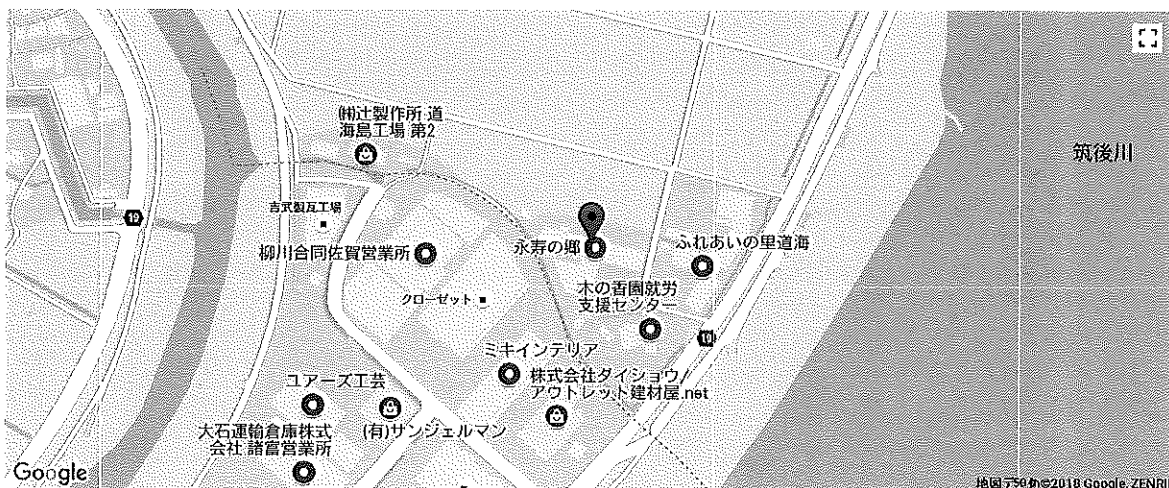 ㈱辻製作所 道
海島工場 第2
筑後川
19
吉武製瓦工場
永寿の郷
ふれあいの里道海
柳川合同佐賀営業所
木の香園就労
支援センター
クローゼット
19
ミキインテリア
株式会社ダイショウ/
アウトレット建材屋.net
ユアーズ工芸
(有)サンジェルマン
大石運輸倉庫株式
会社 諸富営業所
Google
©2018 Google, ZENRI